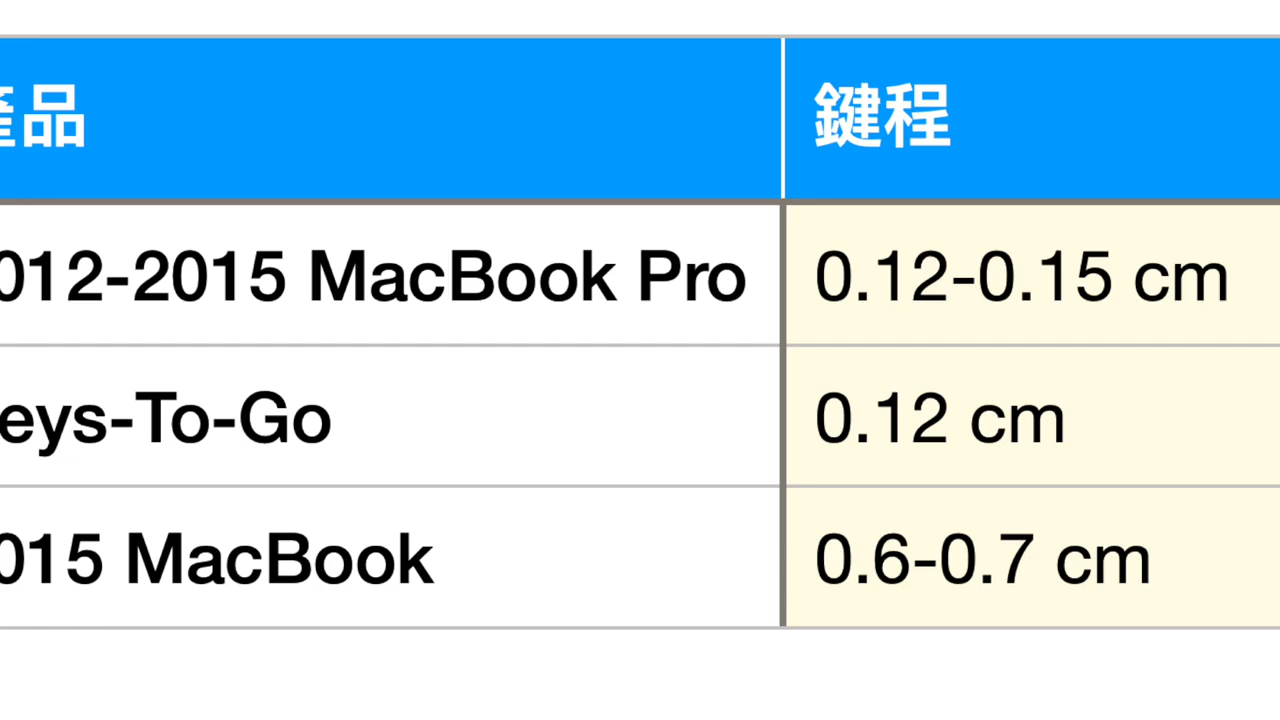 產品 鍵程
012-2015 MacBook Pro 0.12-0.15 cm
eys-To-Go 0.12 cm
015 MacBook 0.6-0.7 cm